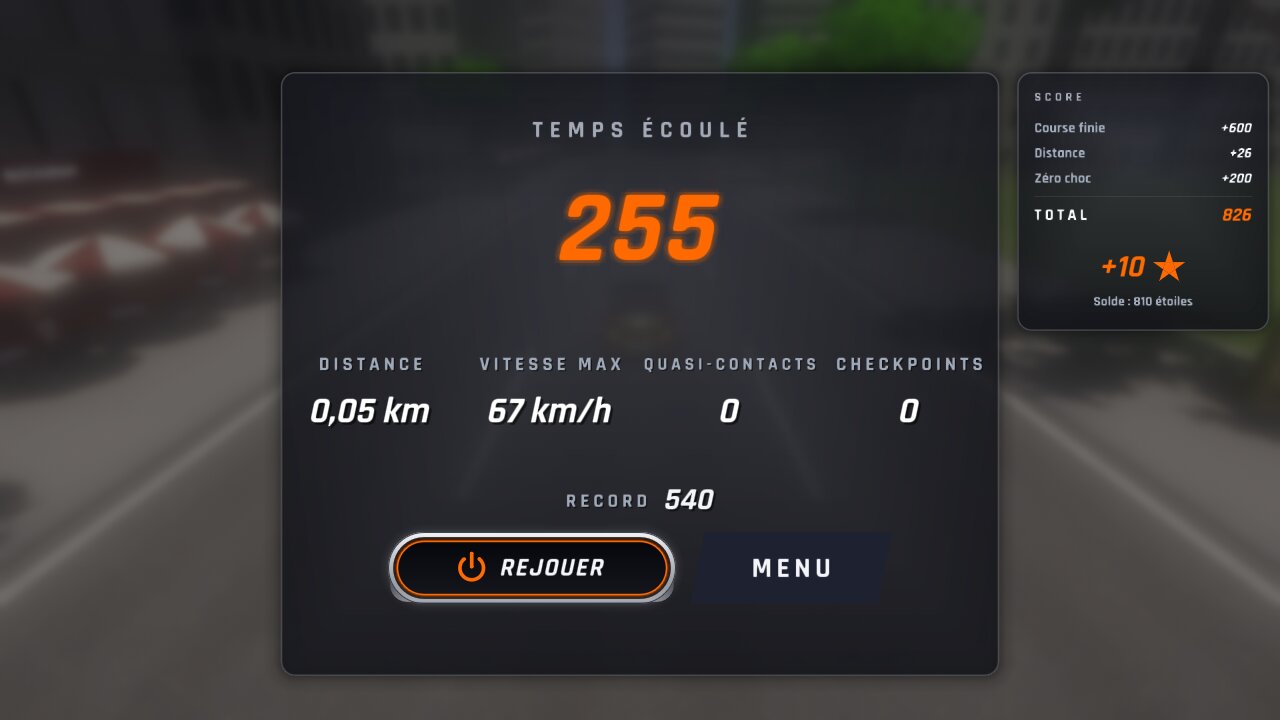 TEMPS ÉCOULÉ
255
DISTANCE VITESSE MAX QUASI-CONTACTS CHECKPOINTS
0,05 km 67 km/h 0 0
RECORD 540
REJOUER MENU
SCORE
Course finie +600
Distance +26
Zéro choc +200
TOTAL 826
+10
Solde : 810 étoiles